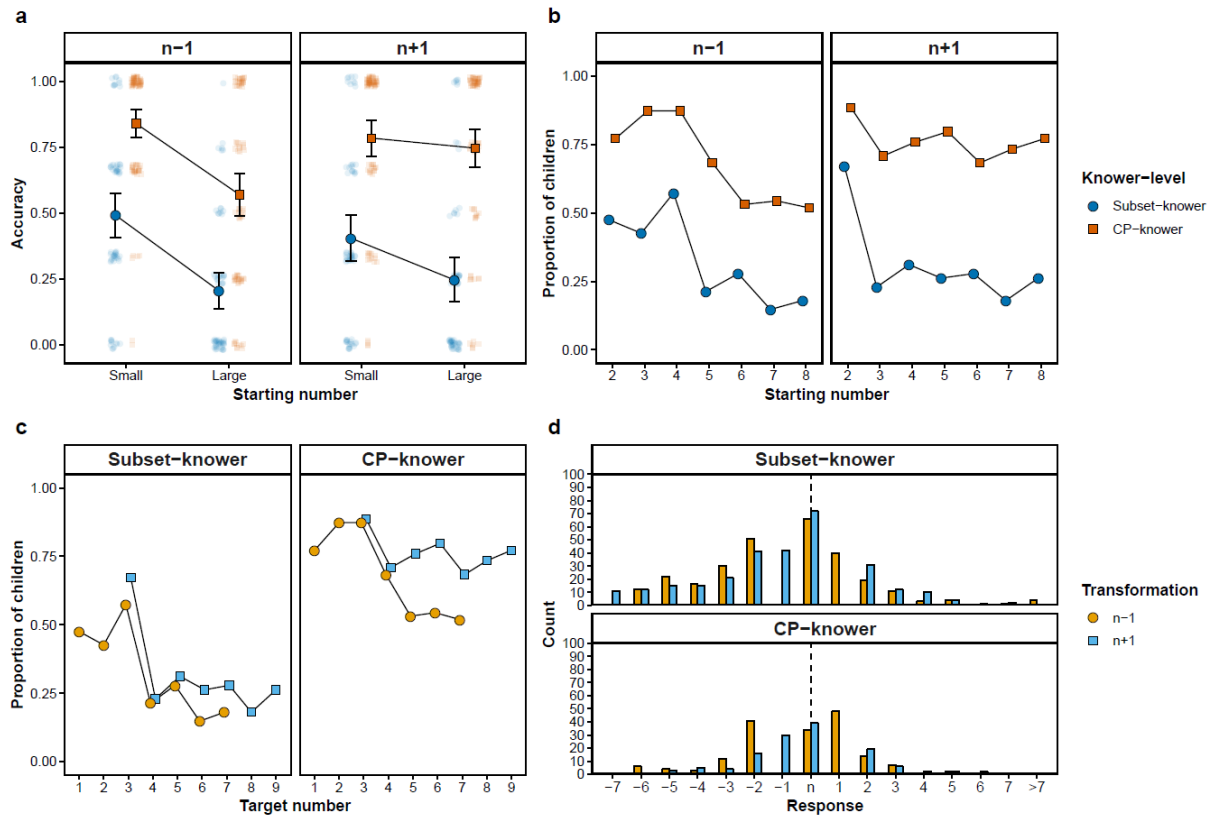 a
n−1
n+1
Accuracy
1.00
0.75
0.50
0.25
0.00
Small
Large
Small
Large
Starting number
b
n−1
n+1
Proportion of children
1.00
0.75
0.50
0.25
0.00
2 3 4 5 6 7 8
2 3 4 5 6 7 8
Starting number
Knower−level
Subset−knower
CP−knower
c
Subset−knower
CP−knower
Proportion of children
1.00
0.75
0.50
0.25
0.00
1 2 3 4 5 6 7 8 9
1 2 3 4 5 6 7 8 9
Target number
d
Subset−knower
100
90
80
70
60
50
40
30
20
10
0
Count
CP−knower
100
90
80
70
60
50
40
30
20
10
0
−7 −6 −5 −4 −3 −2 −1 n 1 2 3 4 5 6 7 >7
Response
Transformation
n−1
n+1